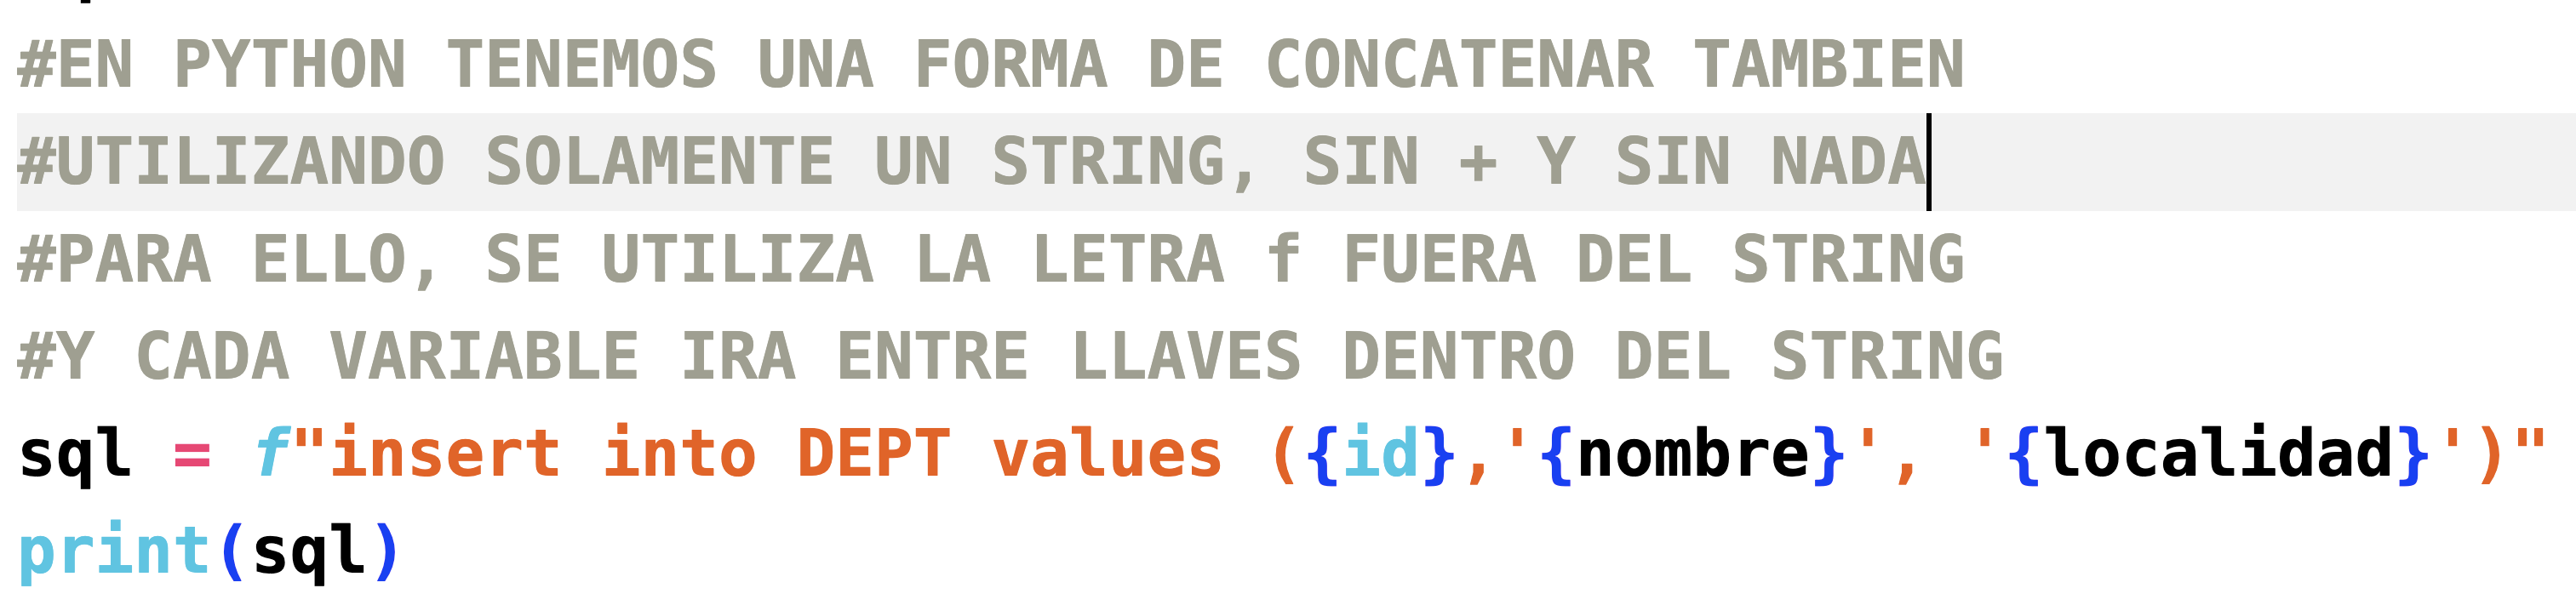 #EN PYTHON TENEMOS UNA FORMA DE CONCATENAR TAMBIEN
#UTILIZANDO SOLAMENTE UN STRING, SIN + Y SIN NADA
#PARA ELLO, SE UTILIZA LA LETRA f FUERA DEL STRING
#Y CADA VARIABLE IRA ENTRE LLAVES DENTRO DEL STRING
sql = f"insert into DEPT values ({id},'{nombre}', '{localidad}')"
print(sql)